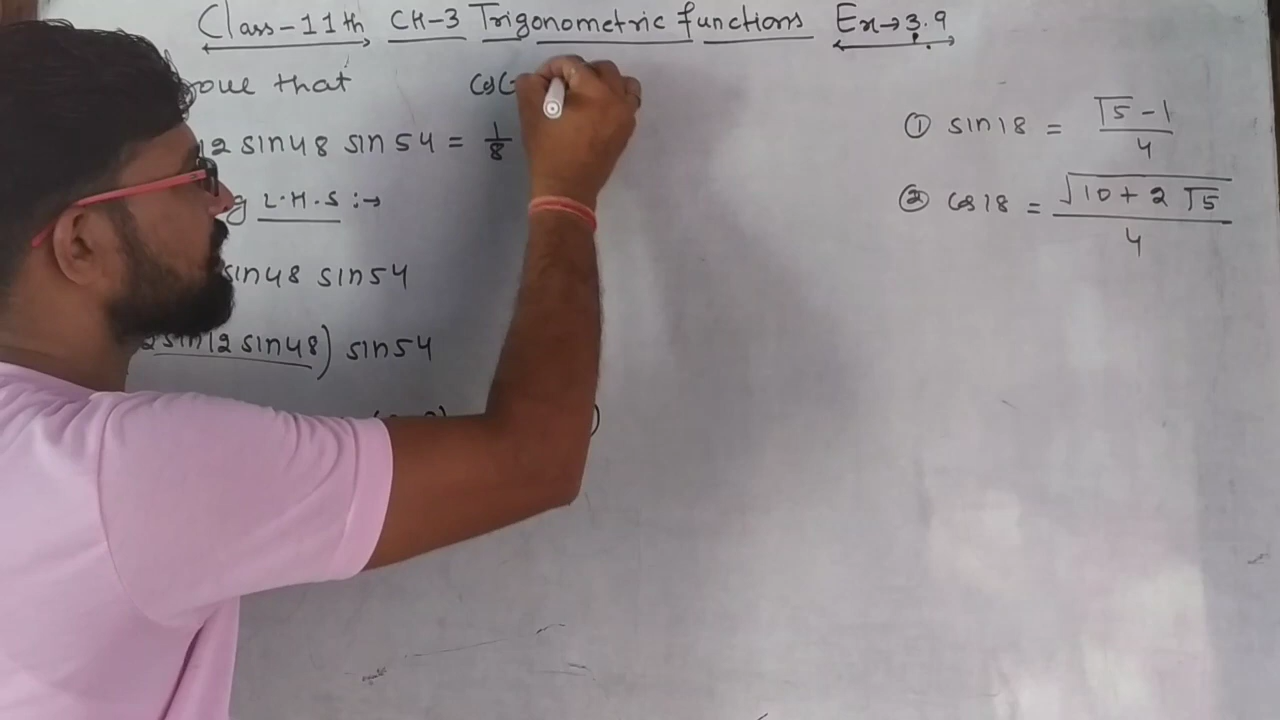 Class-11th CH-3 Trigonometric functions Ex→3.9
that
12 sin48 sin54 = 1/8
L.H.S :→
sin48 sin54
2sin12 sin48) sin54
① sin18 = √5 - 1 / 4
② cos18 = √10 + 2√5 / 4